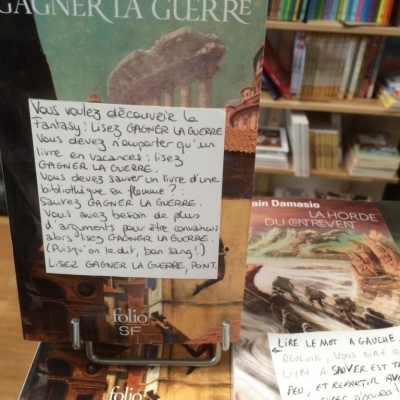 GAGNER LA GUERRE
Vous voulez découvrir la
Fantasy : Lisez GAGNER LA GUERRE
Vous devez n'emporter qu'un
livre en vacances : lisez
GAGNER LA GUERRE.
Vous devez sauver un livre d'une
bibliothèque en flamme ? :
sauvez GAGNER LA GUERRE.
Vous avez besoin de plus
d'arguments pour être convaincus
alors lisez GAGNER LA GUERRE.
(Puisqu'on le dit, bon sang !)
LISEZ GAGNER LA GUERRE, POINT.
folio
SF
folio
ain Damasio
LA HORDE
DU CONTREVENT
LIRE LE MOT A GAUCHE.
REVENIR, VOUS DIRE QU
LIVRE A SAUVER EST
PEU, ET REPARTIR AVE